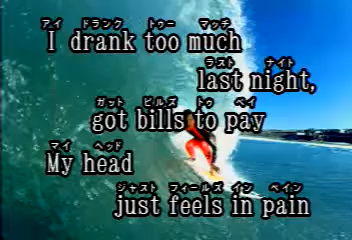 アイ ドランク トゥー マッチ
I drank too much
ラスト ナイト
last night,
ガット ビルズ トゥ ペイ
got bills to pay
マイ ヘッド
My head
ジャスト フィールズ イン ペイン
just feels in pain